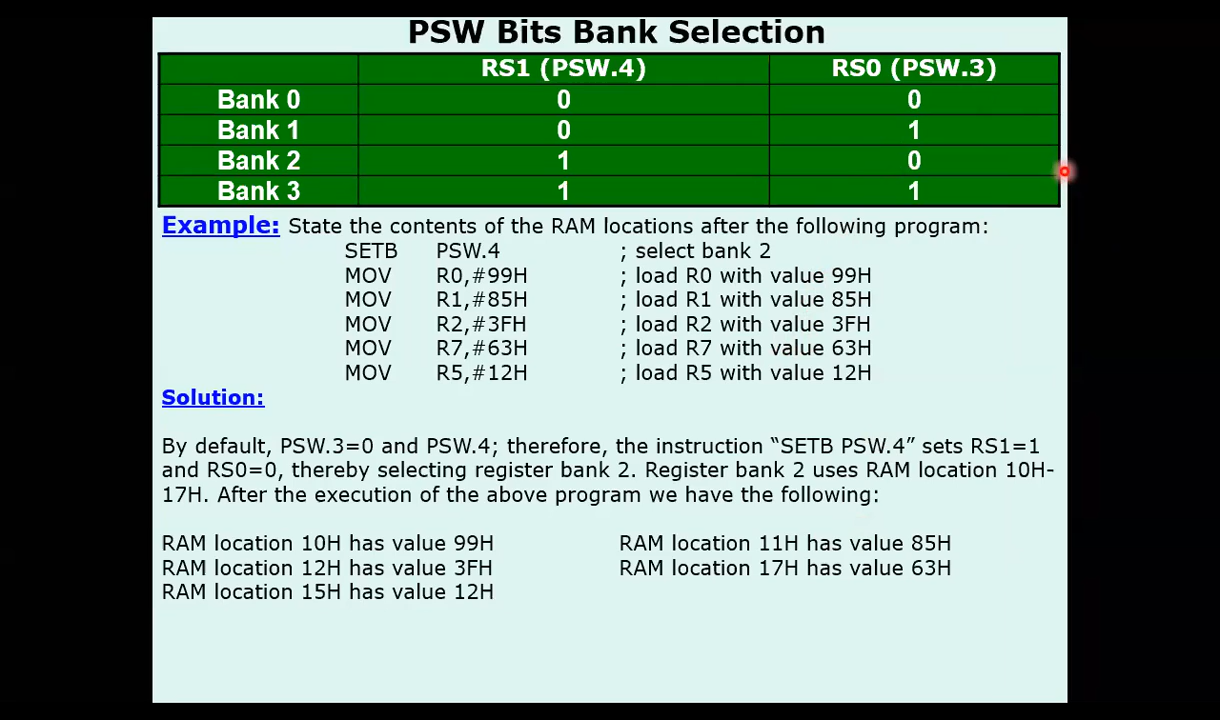 PSW Bits Bank Selection
RS1 (PSW.4) RS0 (PSW.3)
Bank 0 0 0
Bank 1 0 1
Bank 2 1 0
Bank 3 1 1
Example: State the contents of the RAM locations after the following program:
SETB PSW.4 ; select bank 2
MOV R0,#99H ; load R0 with value 99H
MOV R1,#85H ; load R1 with value 85H
MOV R2,#3FH ; load R2 with value 3FH
MOV R7,#63H ; load R7 with value 63H
MOV R5,#12H ; load R5 with value 12H
Solution:
By default, PSW.3=0 and PSW.4; therefore, the instruction “SETB PSW.4” sets RS1=1
and RS0=0, thereby selecting register bank 2. Register bank 2 uses RAM location 10H-
17H. After the execution of the above program we have the following:
RAM location 10H has value 99H RAM location 11H has value 85H
RAM location 12H has value 3FH RAM location 17H has value 63H
RAM location 15H has value 12H